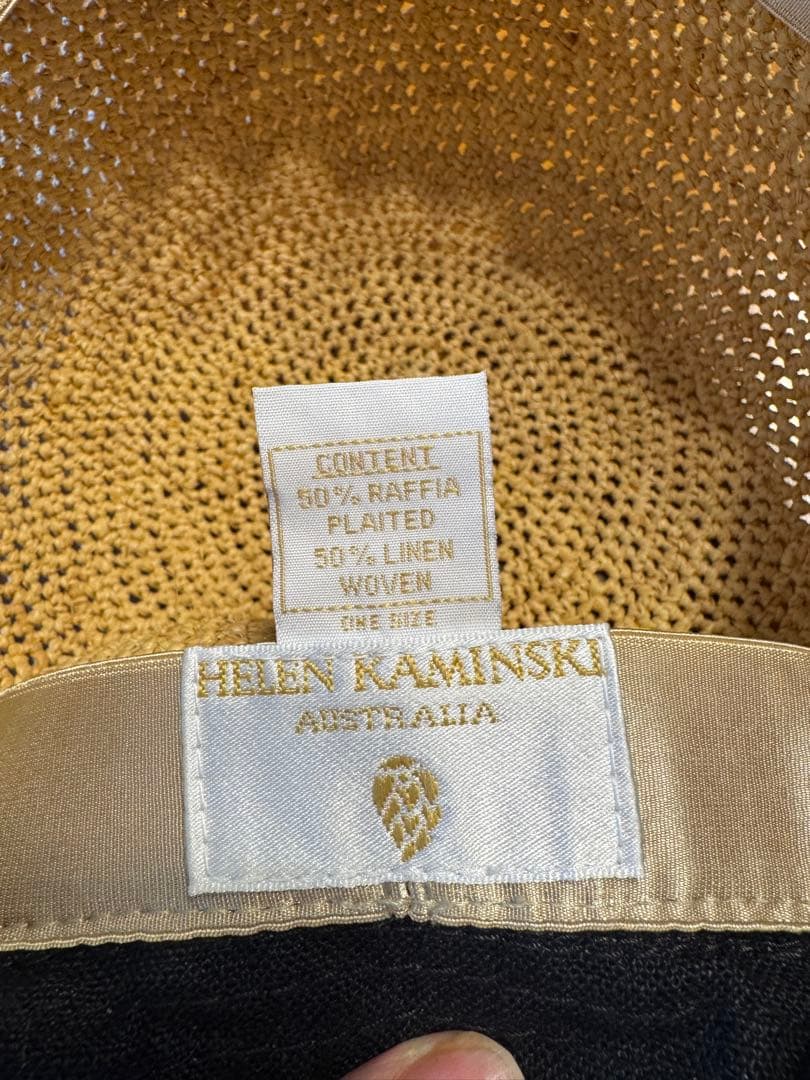 CONTENT
50% RAFFIA
PLAITED
50% LINEN
WOVEN
ONE SIZE
HELEN KAMINSKI
AUSTRALIA